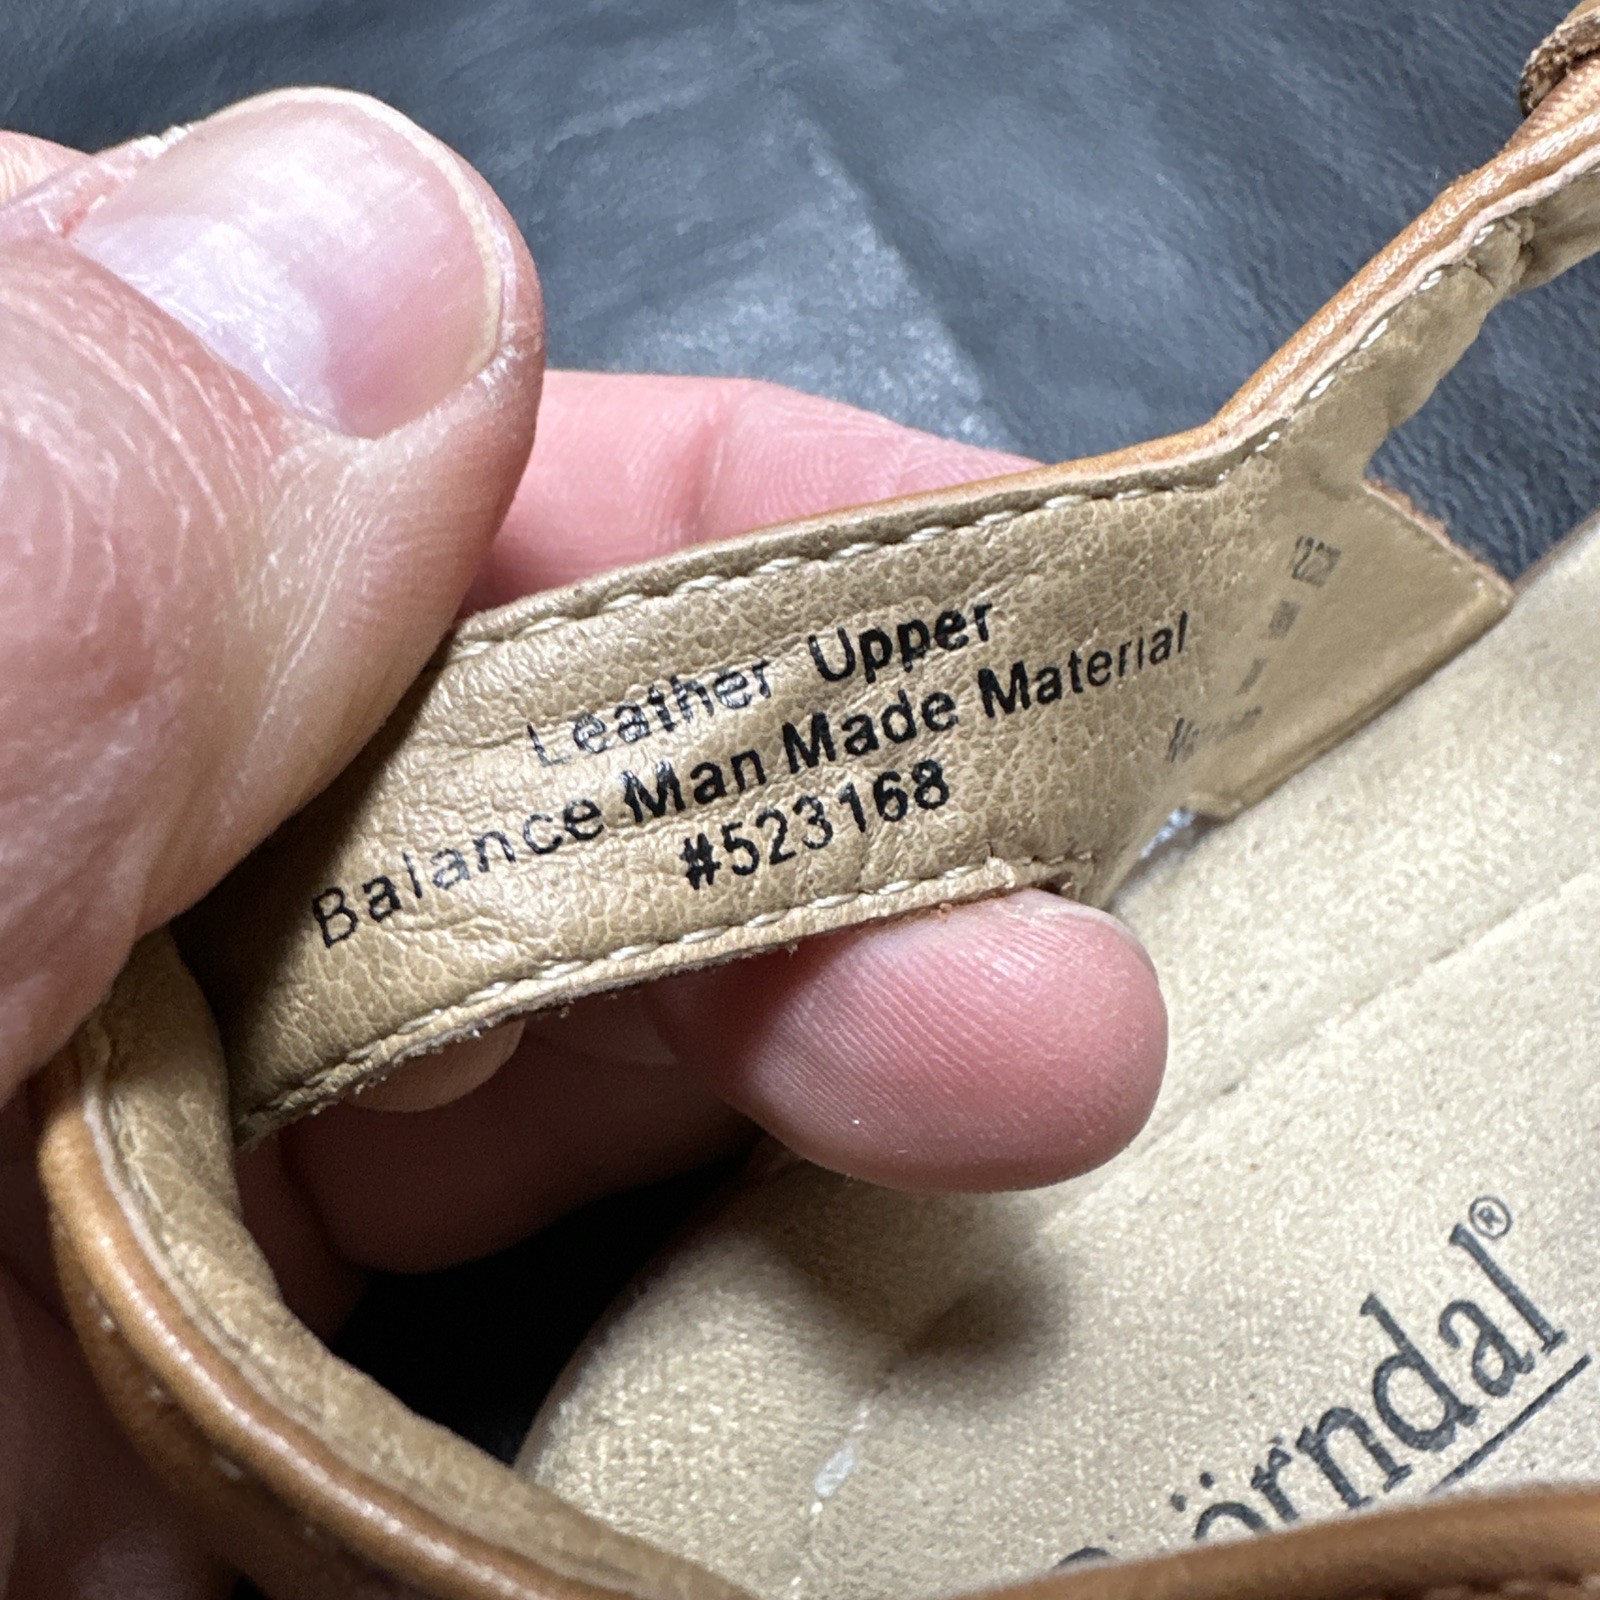 Leather Upper
Balance Man Made Material
#523168
örndal®